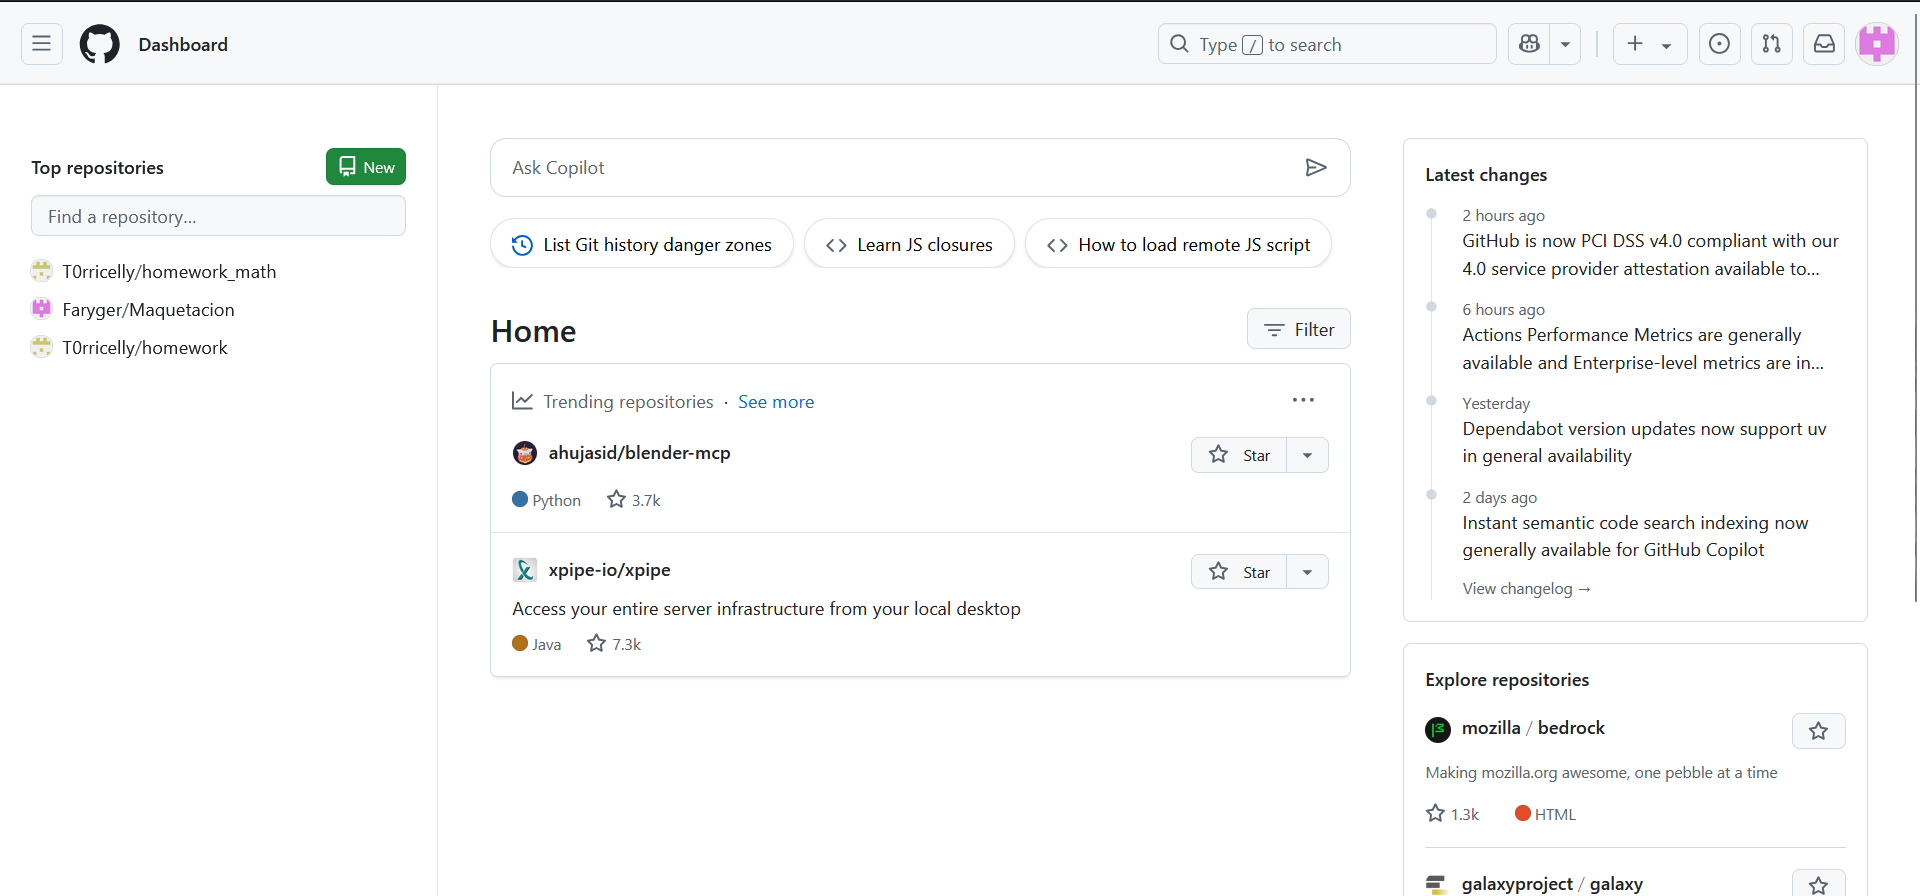 Dashboard
Type / to search
Top repositories
New
Find a repository...
T0rricelly/homework_math
Faryger/Maquetacion
T0rricelly/homework
Ask Copilot
List Git history danger zones
Learn JS closures
How to load remote JS script
Home
Filter
Trending repositories · See more
ahujasid/blender-mcp
Star
Python 3.7k
xpipe-io/xpipe
Star
Access your entire server infrastructure from your local desktop
Java 7.3k
Latest changes
2 hours ago
GitHub is now PCI DSS v4.0 compliant with our
4.0 service provider attestation available to...
6 hours ago
Actions Performance Metrics are generally
available and Enterprise-level metrics are in...
Yesterday
Dependabot version updates now support uv
in general availability
2 days ago
Instant semantic code search indexing now
generally available for GitHub Copilot
View changelog →
Explore repositories
mozilla / bedrock
Making mozilla.org awesome, one pebble at a time
1.3k HTML
galaxyproject / galaxy